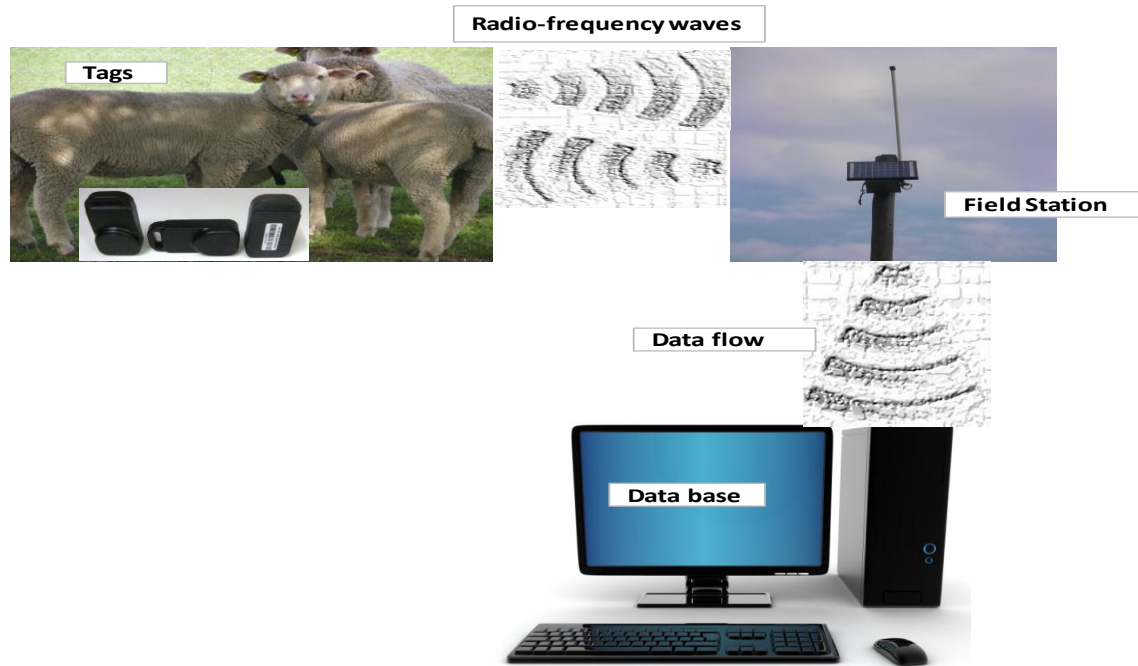 Radio-frequency waves
Tags
Field Station
Data flow
Data base